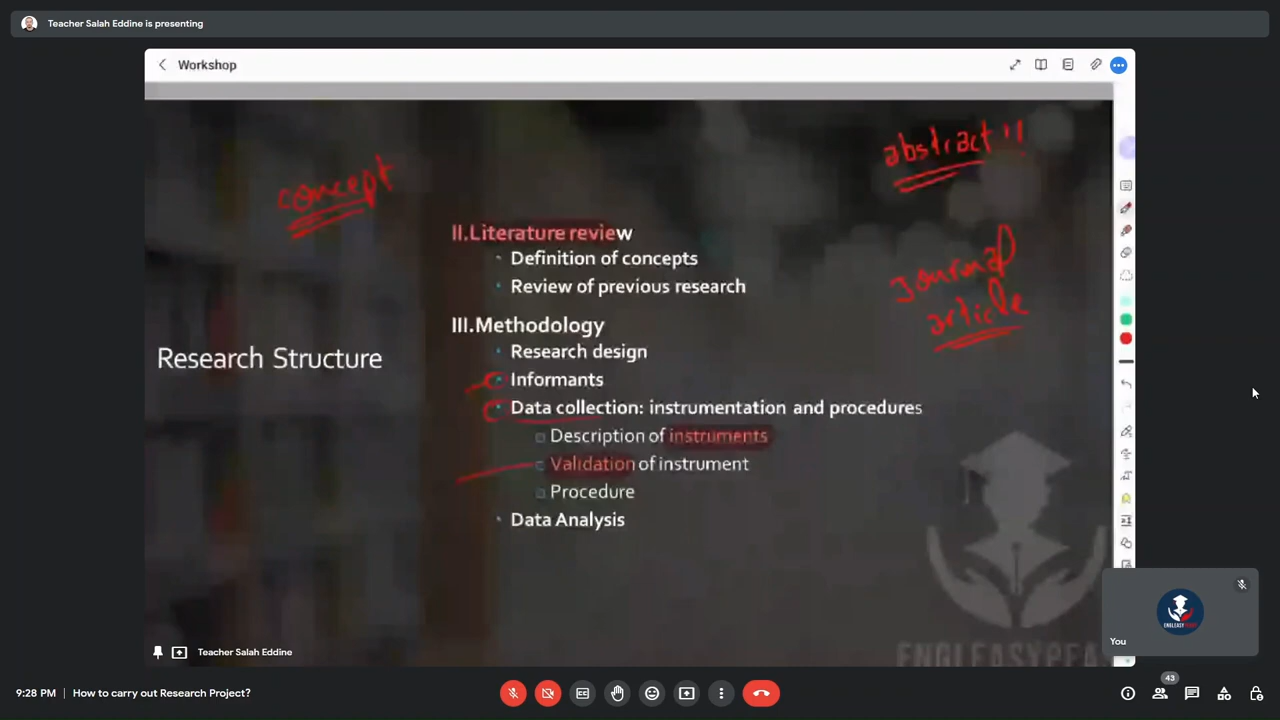 Teacher Salah Eddine is presenting
Workshop
abstract
concept
II.Literature review
Definition of concepts
Review of previous research
Journal
article
III.Methodology
Research Structure
Research design
Informants
Data collection: instrumentation and procedures
Description of instruments
Validation of instrument
Procedure
Data Analysis
ENGLEASYPEAS
You
Teacher Salah Eddine
9:28 PM | How to carry out Research Project?
43